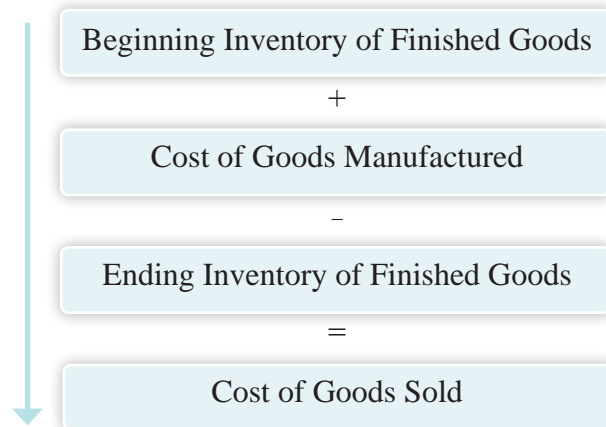 Beginning Inventory of Finished Goods
+
Cost of Goods Manufactured
-
Ending Inventory of Finished Goods
=
Cost of Goods Sold